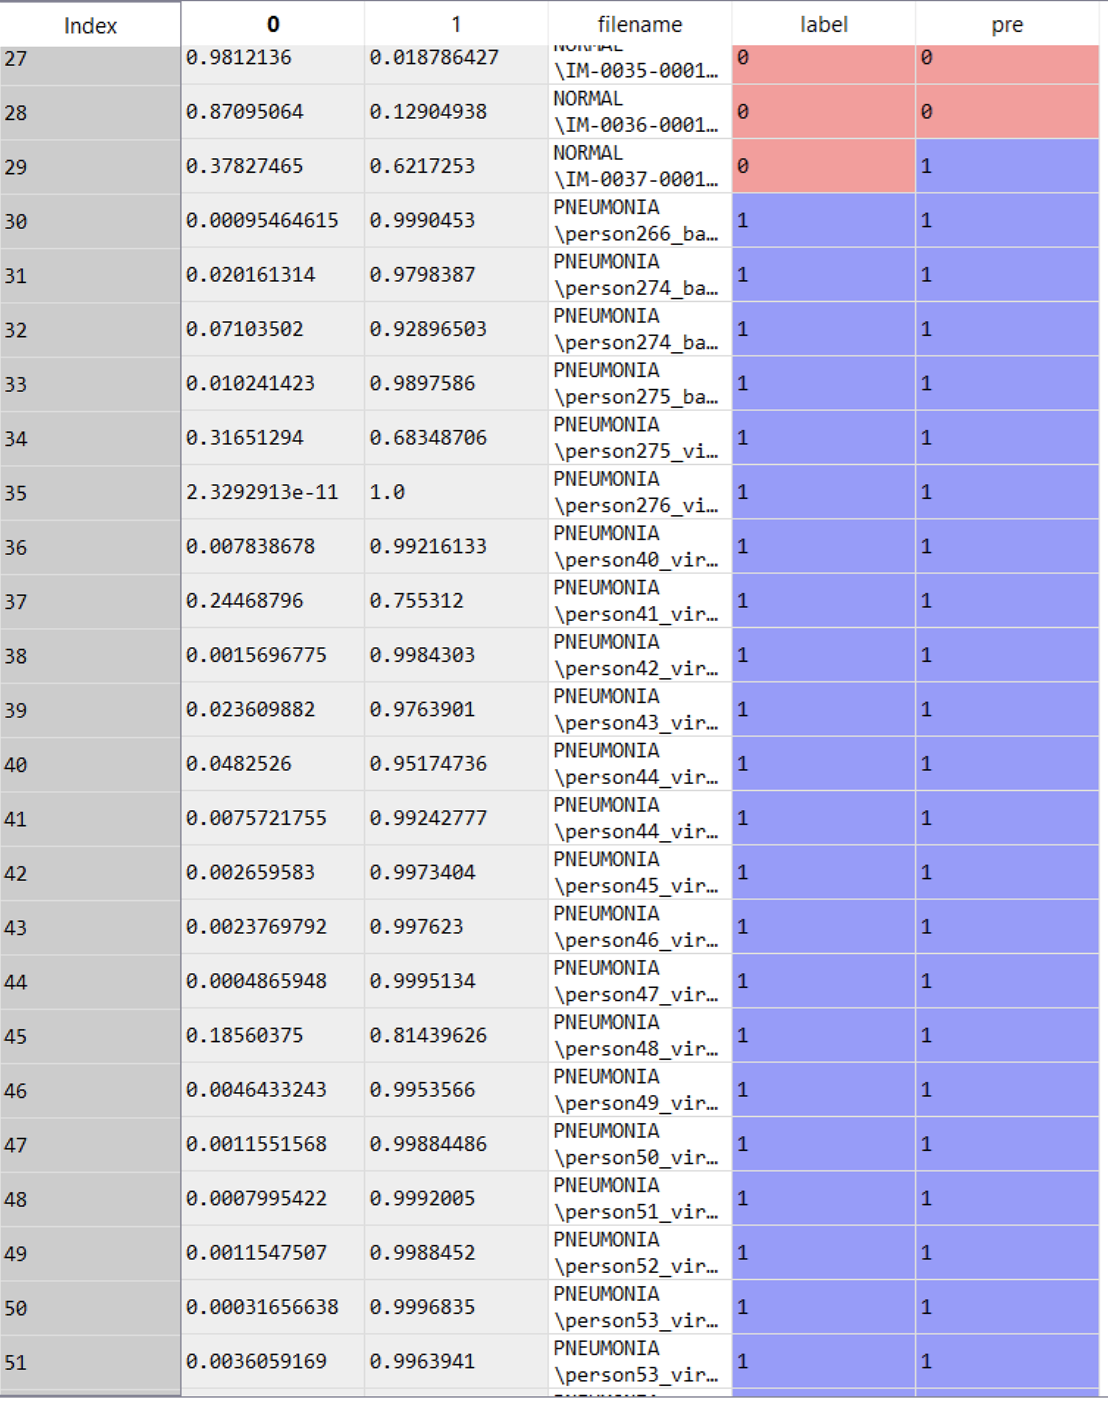 Index 0 1 filename label pre
27 0.9812136 0.018786427 NORMAL 0 0
\IM-0035-0001…
28 0.87095064 0.12904938 NORMAL 0 0
\IM-0036-0001…
29 0.37827465 0.6217253 NORMAL 0 1
\IM-0037-0001…
30 0.00095464615 0.9990453 PNEUMONIA 1 1
\person266_ba…
31 0.020161314 0.9798387 PNEUMONIA 1 1
\person274_ba…
32 0.07103502 0.92896503 PNEUMONIA 1 1
\person274_ba…
33 0.010241423 0.9897586 PNEUMONIA 1 1
\person275_ba…
34 0.31651294 0.68348706 PNEUMONIA 1 1
\person275_vi…
35 2.3292913e-11 1.0 PNEUMONIA 1 1
\person276_vi…
36 0.007838678 0.99216133 PNEUMONIA 1 1
\person40_vir…
37 0.24468796 0.755312 PNEUMONIA 1 1
\person41_vir…
38 0.0015696775 0.9984303 PNEUMONIA 1 1
\person42_vir…
39 0.023609882 0.9763901 PNEUMONIA 1 1
\person43_vir…
40 0.0482526 0.95174736 PNEUMONIA 1 1
\person44_vir…
41 0.0075721755 0.99242777 PNEUMONIA 1 1
\person44_vir…
42 0.002659583 0.9973404 PNEUMONIA 1 1
\person45_vir…
43 0.0023769792 0.997623 PNEUMONIA 1 1
\person46_vir…
44 0.0004865948 0.9995134 PNEUMONIA 1 1
\person47_vir…
45 0.18560375 0.81439626 PNEUMONIA 1 1
\person48_vir…
46 0.0046433243 0.9953566 PNEUMONIA 1 1
\person49_vir…
47 0.0011551568 0.99884486 PNEUMONIA 1 1
\person50_vir…
48 0.0007995422 0.9992005 PNEUMONIA 1 1
\person51_vir…
49 0.0011547507 0.9988452 PNEUMONIA 1 1
\person52_vir…
50 0.00031656638 0.9996835 PNEUMONIA 1 1
\person53_vir…
51 0.0036059169 0.9963941 PNEUMONIA 1 1
\person53_vir…